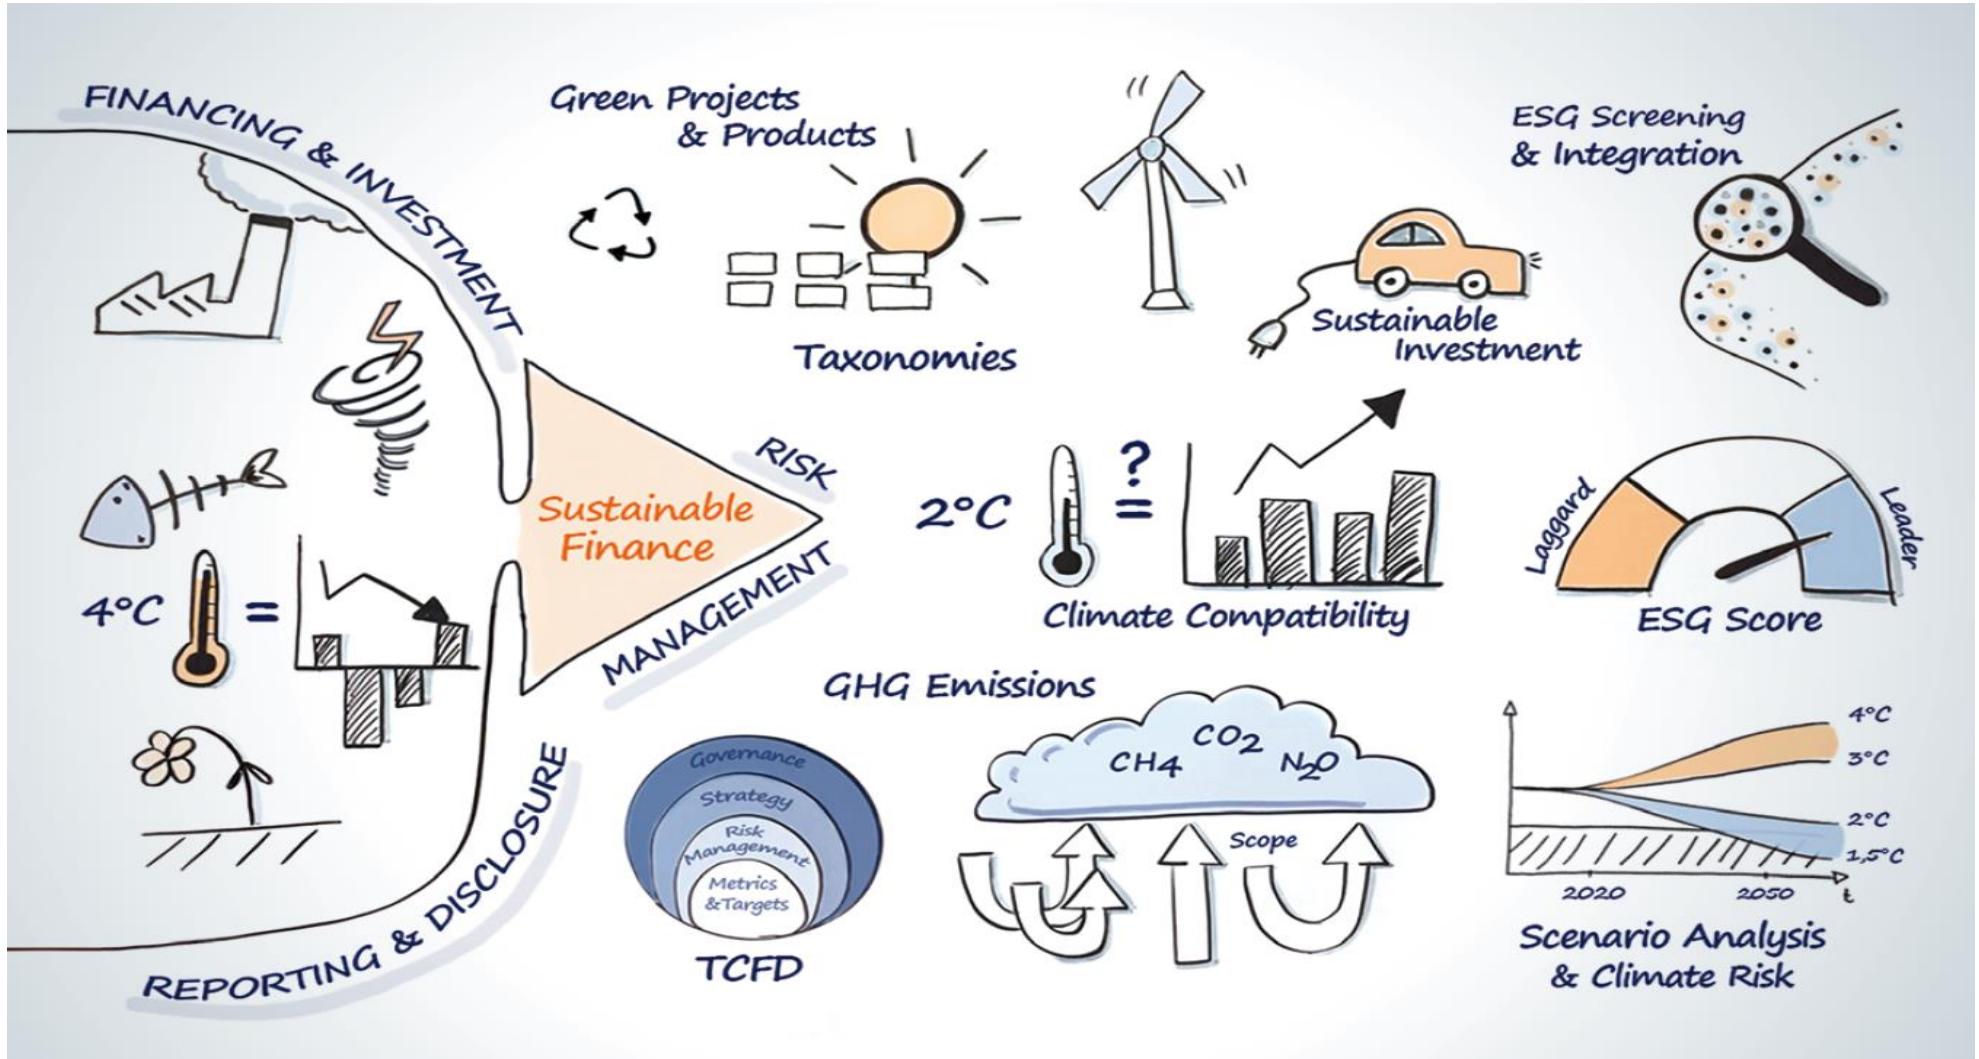 FINANCING & INVESTMENT
Green Projects
& Products
Taxonomies
Sustainable
Investment
ESG Screening
& Integration
RISK
MANAGEMENT
Sustainable
Finance
4°C
=
2°C
?
=
Climate Compatibility
Laggard
Leader
ESG Score
REPORTING & DISCLOSURE
Governance
Strategy
Risk
Management
Metrics
& Targets
TCFD
GHG Emissions
CH4
CO2
N2O
Scope
4°C
3°C
2°C
1,5°C
2020
2050
t
Scenario Analysis
& Climate Risk